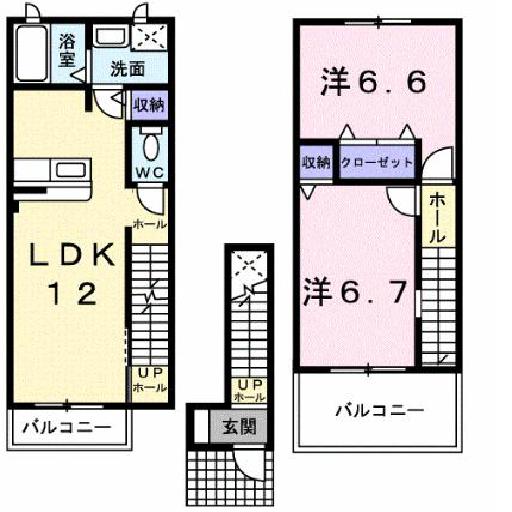 浴室
洗面
収納
WC
ホール
LDK
12
UP
ホール
バルコニー
UP
ホール
玄関
洋6.6
収納
クローゼット
ホール
洋6.7
バルコニー